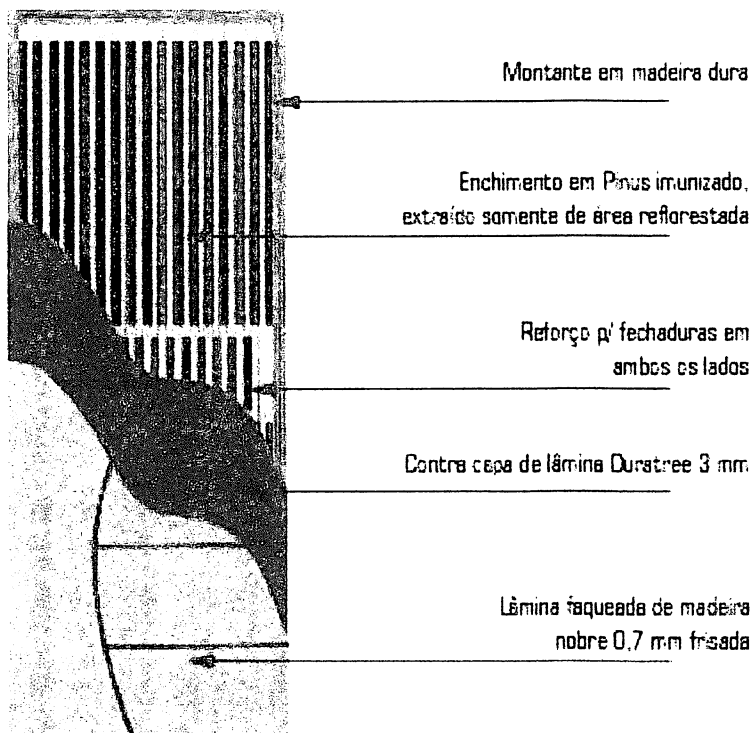 Montante em madeira dura
Enchimento em Pinus imunizado,
extraído somente de área reflorestada
Reforço p/ fechaduras em
ambos os lados
Contra capa de lâmina Duratree 3 mm
Lâmina faqueada de madeira
nobre 0,7 mm frisada